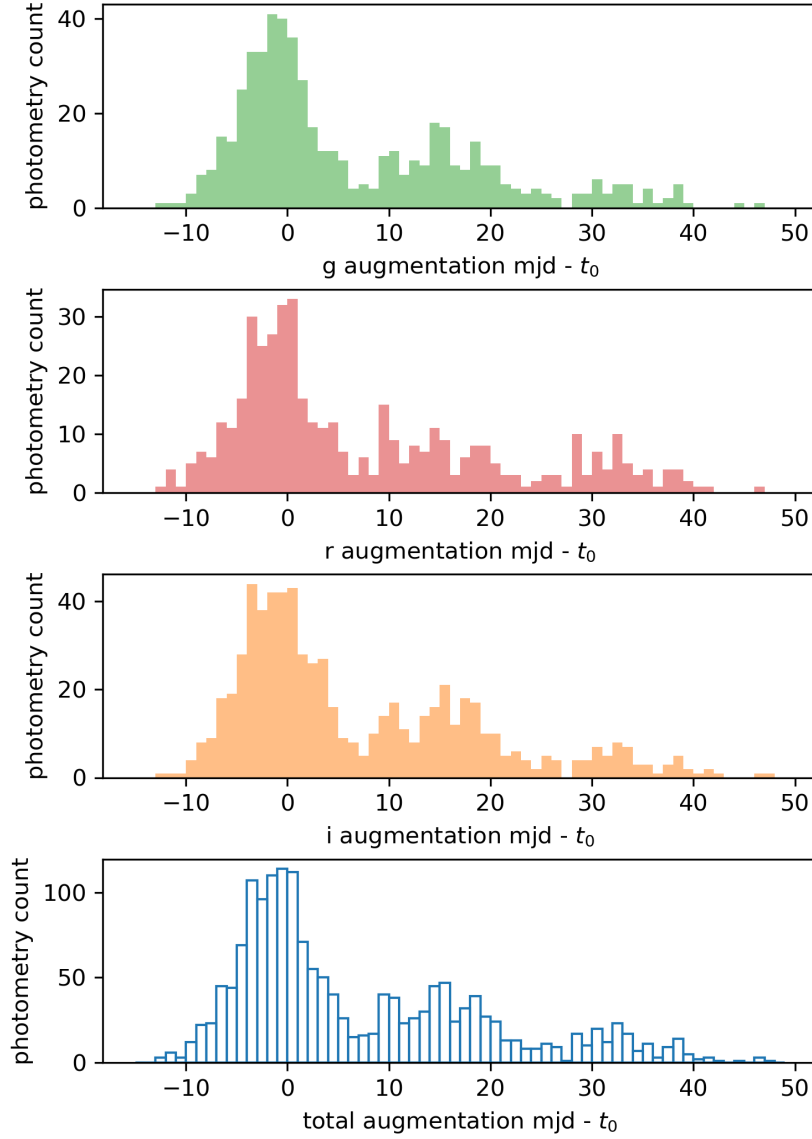 photometry count
40
20
0
−10 0 10 20 30 40 50
g augmentation mjd - t₀
photometry count
30
20
10
0
−10 0 10 20 30 40 50
r augmentation mjd - t₀
photometry count
40
20
0
−10 0 10 20 30 40 50
i augmentation mjd - t₀
photometry count
100
50
0
−10 0 10 20 30 40 50
total augmentation mjd - t₀